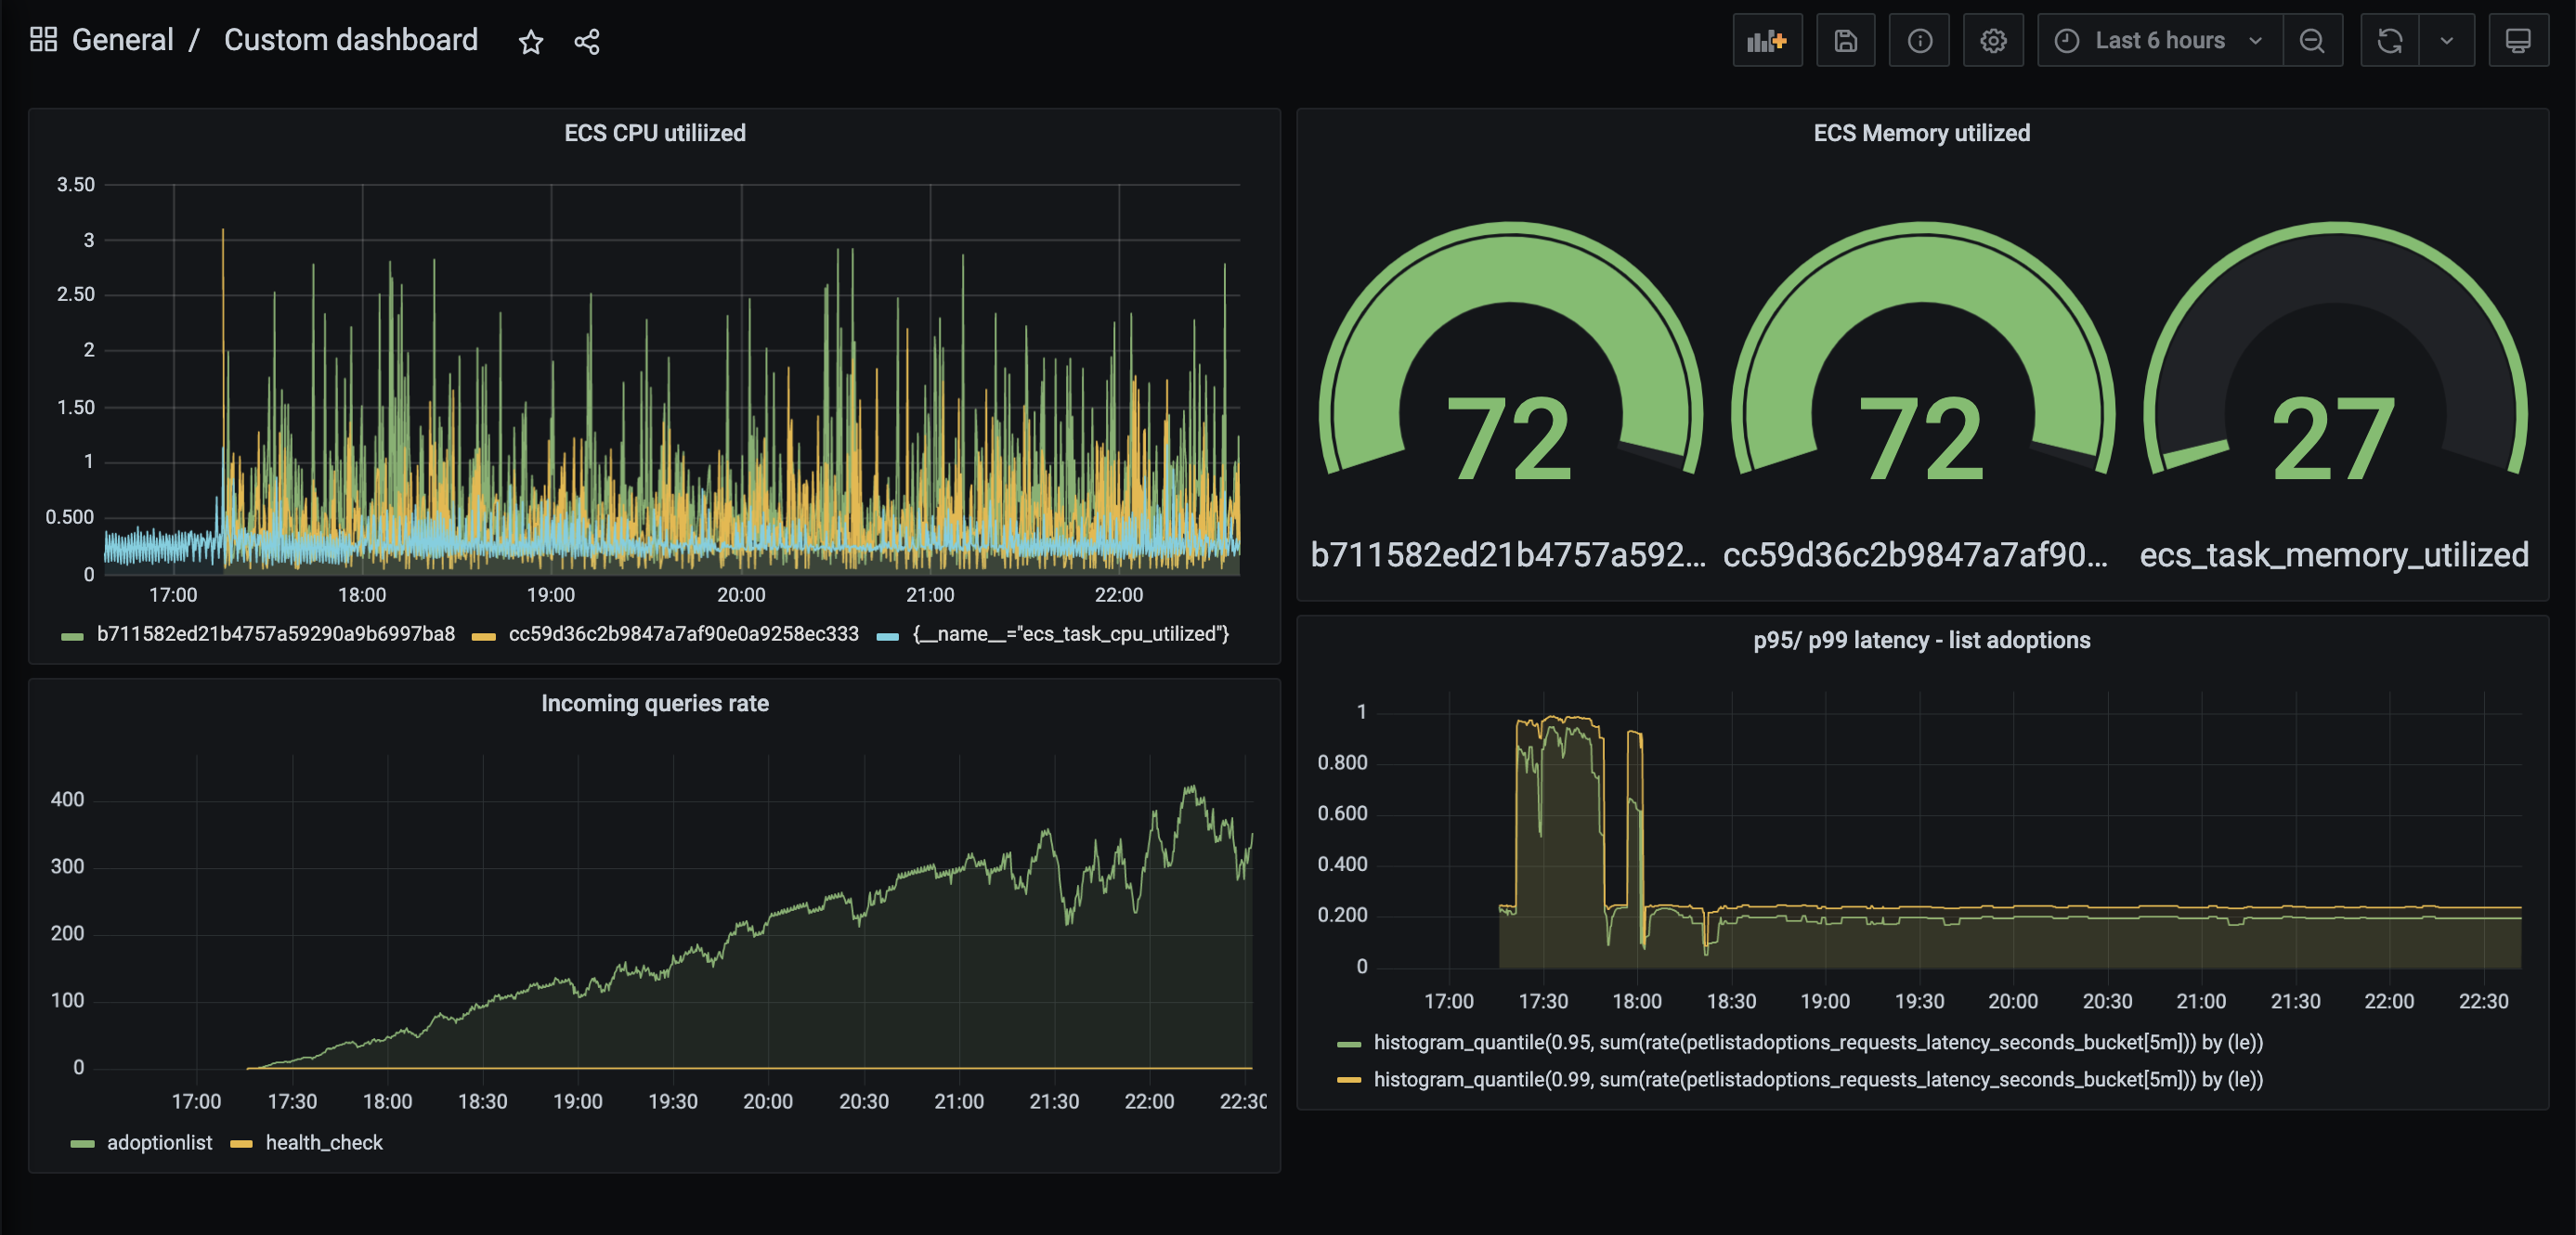 General / Custom dashboard
Last 6 hours
ECS CPU utiliized
3.50
3
2.50
2
1.50
1
0.500
0
17:00 18:00 19:00 20:00 21:00 22:00
b711582ed21b4757a59290a9b6997ba8 cc59d36c2b9847a7af90e0a9258ec333 {__name__="ecs_task_cpu_utilized"}
ECS Memory utilized
72 72 27
b711582ed21b4757a592... cc59d36c2b9847a7af90... ecs_task_memory_utilized
Incoming queries rate
400
300
200
100
0
17:00 17:30 18:00 18:30 19:00 19:30 20:00 20:30 21:00 21:30 22:00 22:30
adoptionlist health_check
p95/ p99 latency - list adoptions
1
0.800
0.600
0.400
0.200
0
17:00 17:30 18:00 18:30 19:00 19:30 20:00 20:30 21:00 21:30 22:00 22:30
histogram_quantile(0.95, sum(rate(petlistadoptions_requests_latency_seconds_bucket[5m])) by (le))
histogram_quantile(0.99, sum(rate(petlistadoptions_requests_latency_seconds_bucket[5m])) by (le))